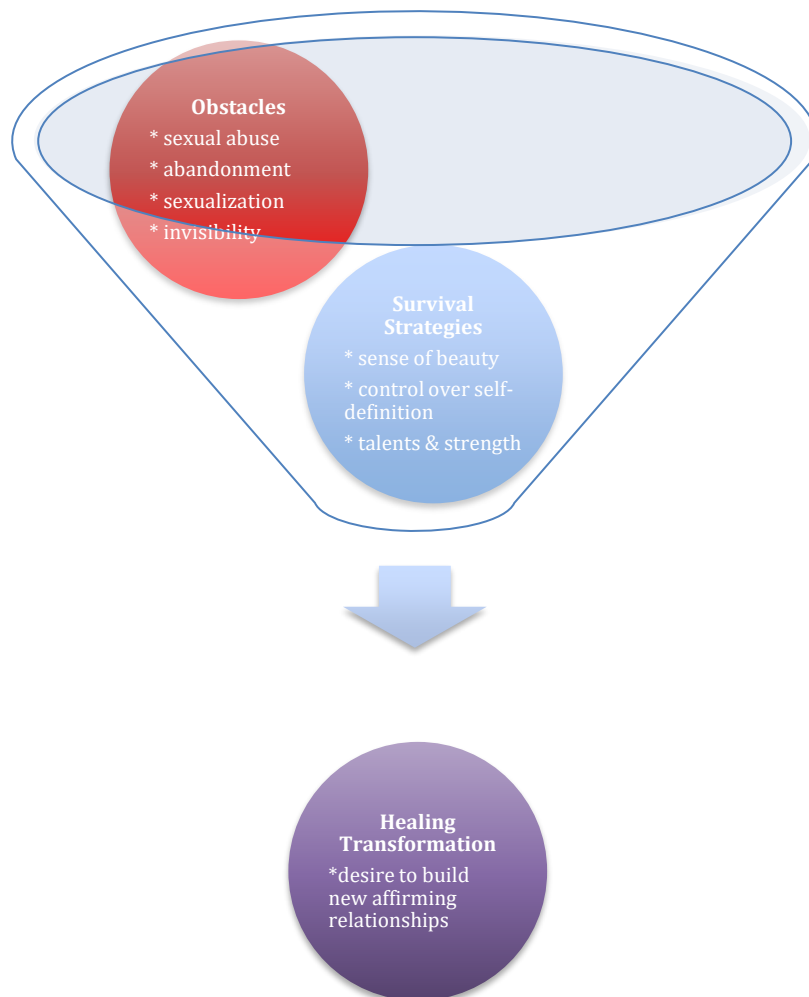 Obstacles
* sexual abuse
* abandonment
* sexualization
* invisibility
Survival
Strategies
* sense of beauty
* control over self-
definition
* talents & strength
Healing
Transformation
*desire to build
new affirming
relationships